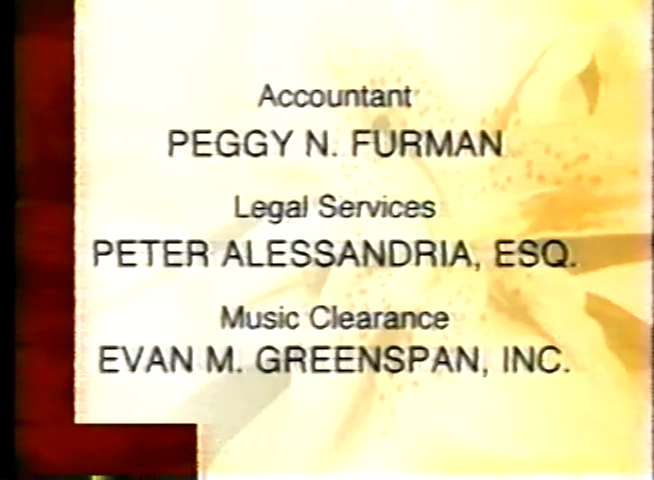 Accountant
PEGGY N. FURMAN
Legal Services
PETER ALESSANDRIA, ESQ.
Music Clearance
EVAN M. GREENSPAN, INC.